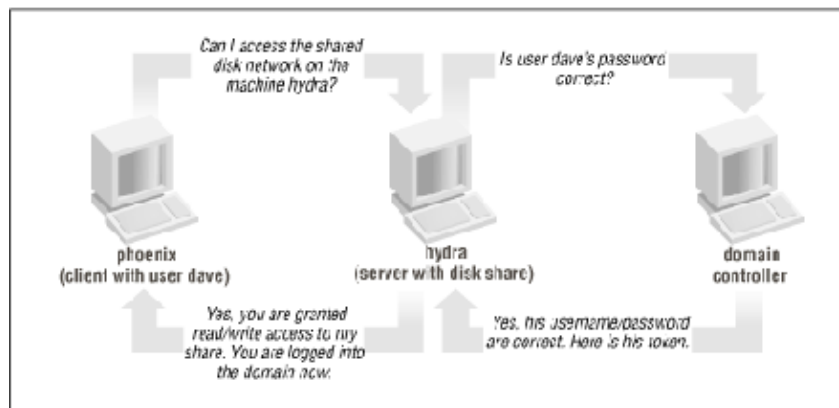 Can I access the shared
disk network on the
machine hydra?
Is user dave's password
correct?
phoenix
(client with user dave)
hydra
(server with disk share)
domain
controller
Yes, you are granted
read/write access to my
share. You are logged into
the domain now.
Yes, his username/password
are correct. Here is his token.